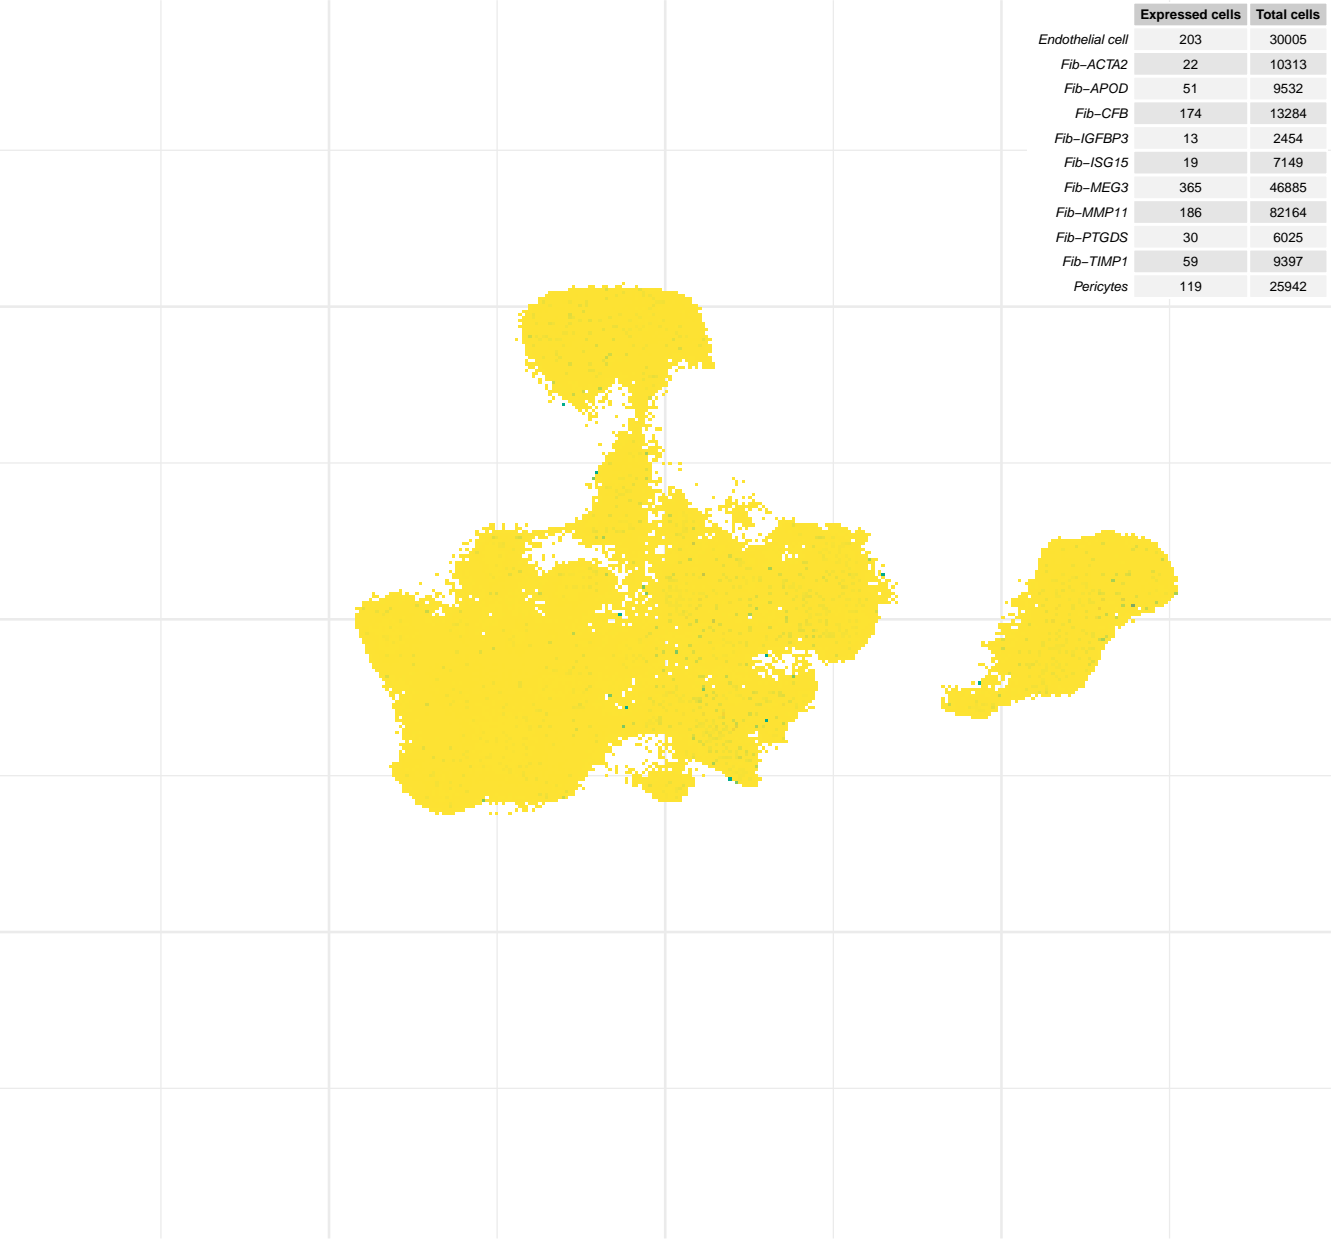 Expressed cells Total cells
Endothelial cell 203 30005
Fib−ACTA2 22 10313
Fib−APOD 51 9532
Fib−CFB 174 13284
Fib−IGFBP3 13 2454
Fib−ISG15 19 7149
Fib−MEG3 365 46885
Fib−MMP11 186 82164
Fib−PTGDS 30 6025
Fib−TIMP1 59 9397
Pericytes 119 25942